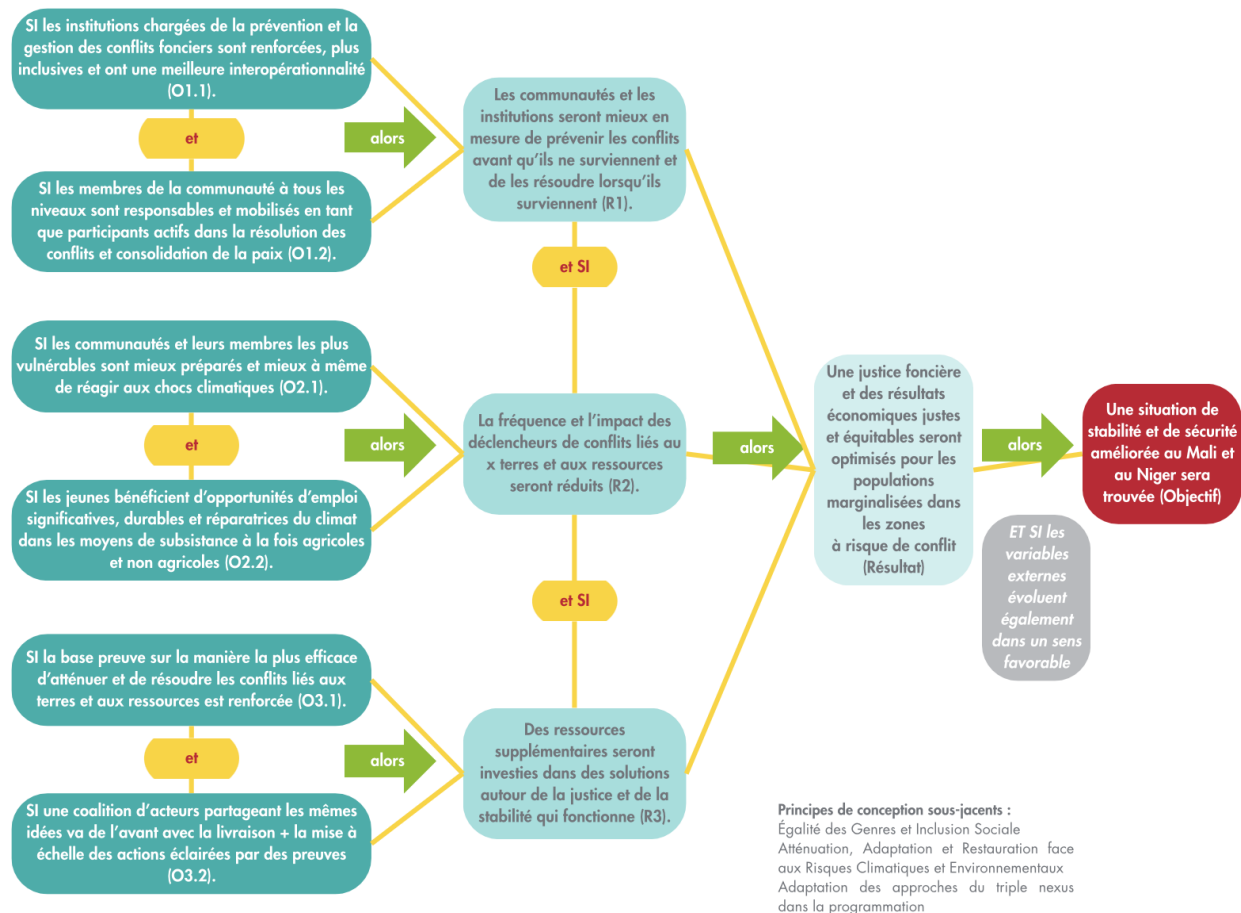 SI les institutions chargées de la prévention et la
gestion des conflits fonciers sont renforcées, plus
inclusives et ont une meilleure interopérationnalité
(O1.1).
et
SI les membres de la communauté à tous les
niveaux sont responsables et mobilisés en tant
que participants actifs dans la résolution des
conflits et consolidation de la paix (O1.2).
alors
Les communautés et les
institutions seront mieux en
mesure de prévenir les conflits
avant qu'ils ne surviennent et
de les résoudre lorsqu'ils
surviennent (R1).
et SI
SI les communautés et leurs membres les plus
vulnérables sont mieux préparés et mieux à même
de réagir aux chocs climatiques (O2.1).
et
SI les jeunes bénéficient d'opportunités d'emploi
significatives, durables et réparatrices du climat
dans les moyens de subsistance à la fois agricoles
et non agricoles (O2.2).
alors
La fréquence et l'impact des
déclencheurs de conflits liés au
x terres et aux ressources
seront réduits (R2).
et SI
SI la base preuve sur la manière la plus efficace
d'atténuer et de résoudre les conflits liés aux
terres et aux ressources est renforcée (O3.1).
et
SI une coalition d'acteurs partageant les mêmes
idées va de l'avant avec la livraison + la mise à
échelle des actions éclairées par des preuves
(O3.2).
alors
Des ressources
supplémentaires seront
investies dans des solutions
autour de la justice et de la
stabilité qui fonctionne (R3).
alors
Une justice foncière
et des résultats
économiques justes
et équitables seront
optimisés pour les
populations
marginalisées dans
les zones
à risque de conflit
(Résultat)
alors
ET SI les
variables
externes
évoluent
également
dans un sens
favorable
Une situation de
stabilité et de sécurité
améliorée au Mali et
au Niger sera
trouvée (Objectif)
Principes de conception sous-jacents :
Égalité des Genres et Inclusion Sociale
Atténuation, Adaptation et Restauration face
aux Risques Climatiques et Environnementaux
Adaptation des approches du triple nexus
dans la programmation